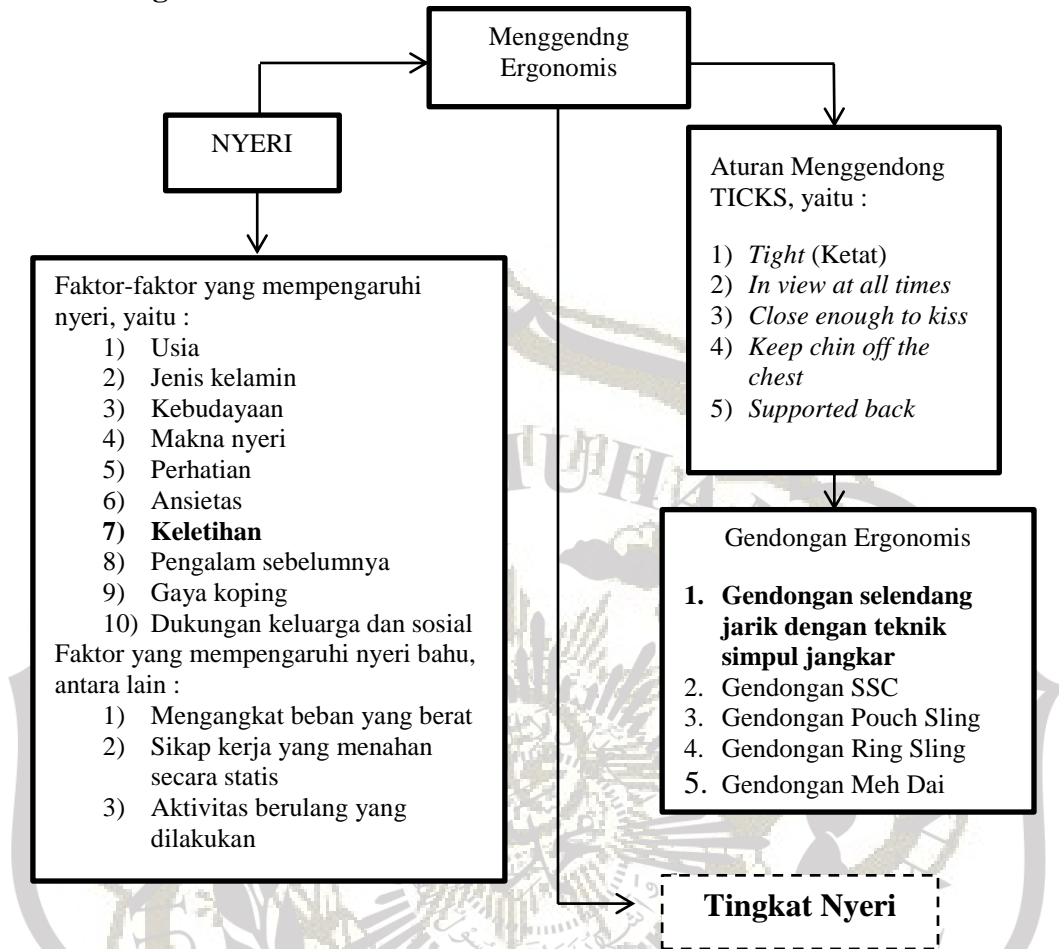 Menggendng
Ergonomis
NYERI
Faktor-faktor yang mempengaruhi
nyeri, yaitu :
1) Usia
2) Jenis kelamin
3) Kebudayaan
4) Makna nyeri
5) Perhatian
6) Ansietas
7) Keletihan
8) Pengalam sebelumnya
9) Gaya koping
10) Dukungan keluarga dan sosial
Faktor yang mempengaruhi nyeri bahu,
antara lain :
1) Mengangkat beban yang berat
2) Sikap kerja yang menahan
secara statis
3) Aktivitas berulang yang
dilakukan
Aturan Menggendong
TICKS, yaitu :
1) Tight (Ketat)
2) In view at all times
3) Close enough to kiss
4) Keep chin off the
chest
5) Supported back
Gendongan Ergonomis
1. Gendongan selendang
jarik dengan teknik
simpul jangkar
2. Gendongan SSC
3. Gendongan Pouch Sling
4. Gendongan Ring Sling
5. Gendongan Meh Dai
Tingkat Nyeri